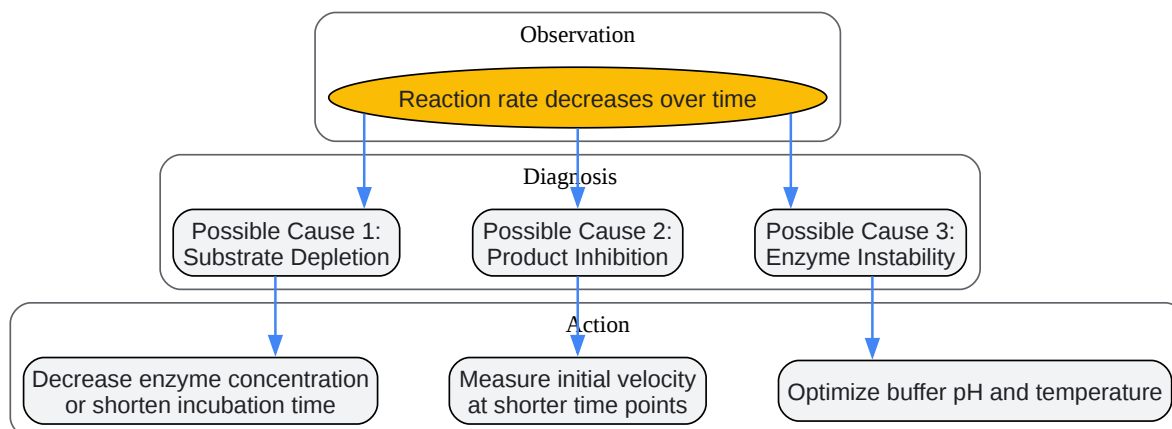 Observation
Reaction rate decreases over time
Diagnosis
Possible Cause 1:
Substrate Depletion
Possible Cause 2:
Product Inhibition
Possible Cause 3:
Enzyme Instability
Action
Decrease enzyme concentration
or shorten incubation time
Measure initial velocity
at shorter time points
Optimize buffer pH and temperature